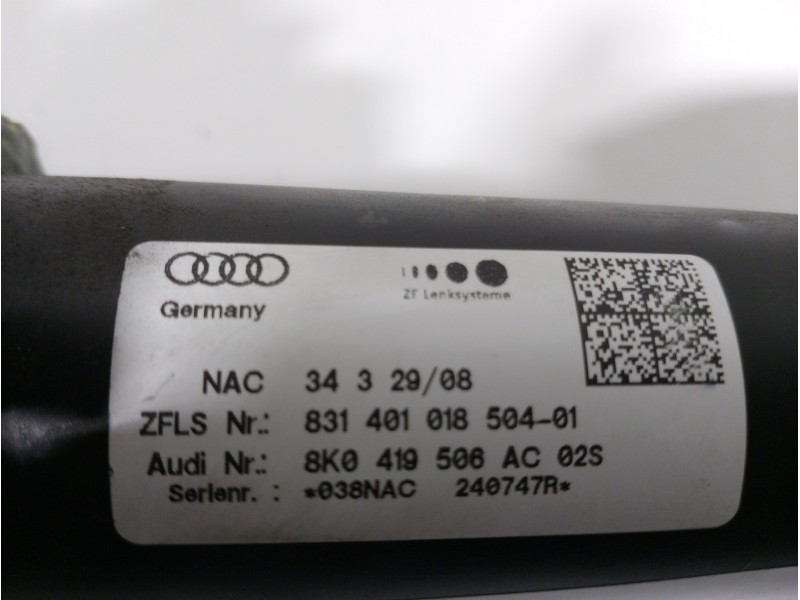 Germany
ZF Lenksysteme
NAC 34 3 29/08
ZFLS Nr.: 831 401 018 504-01
Audi Nr.: 8K0 419 506 AC 02S
Serienr. : *038NAC 240747R*